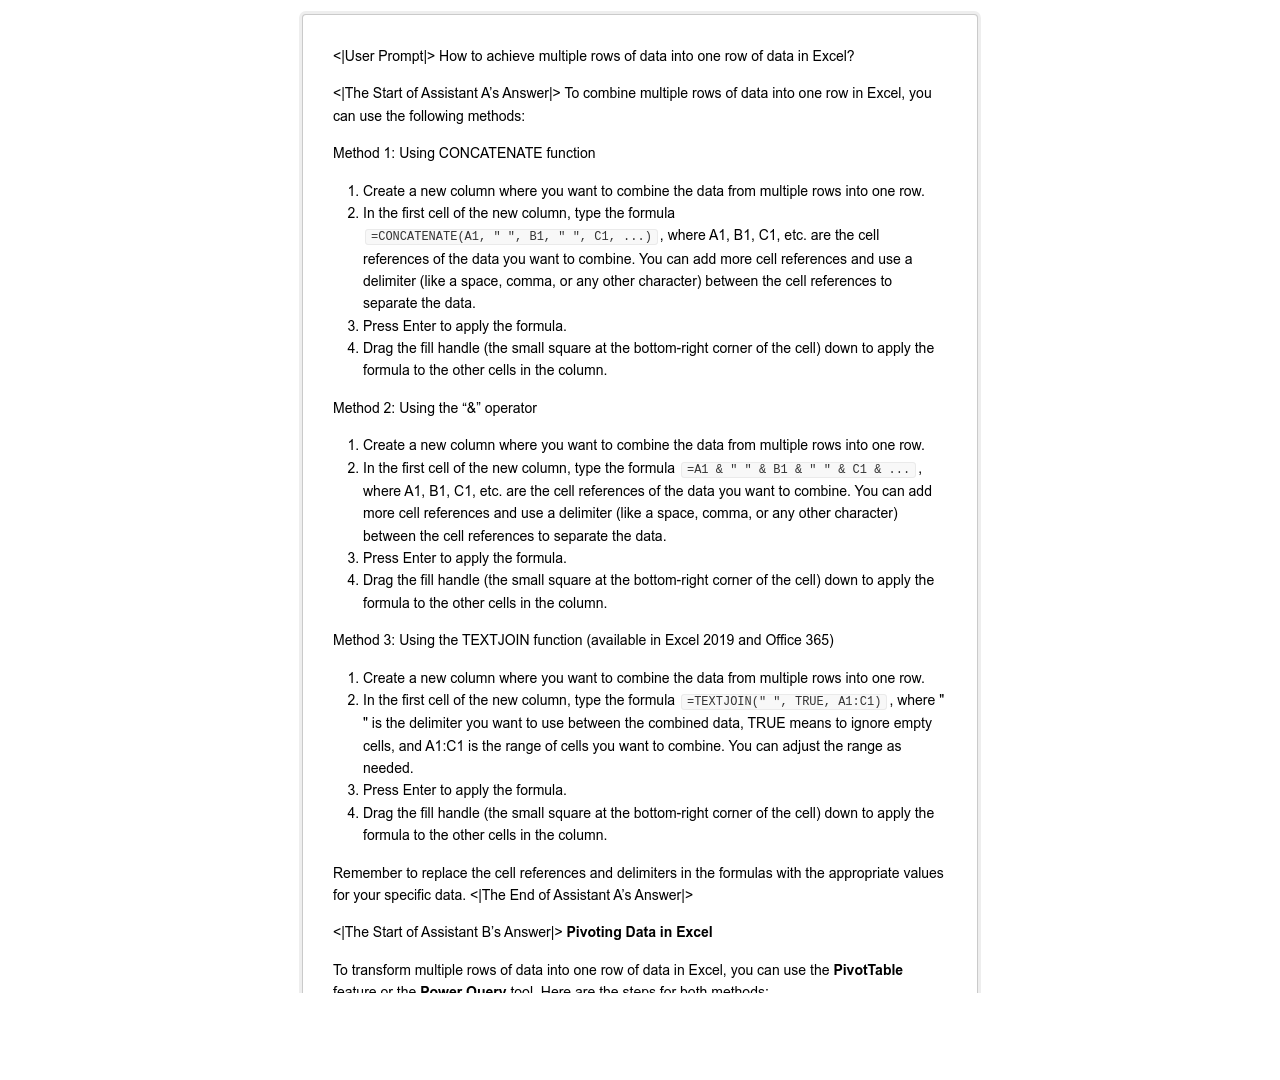 <|User Prompt|> How to achieve multiple rows of data into one row of data in Excel?
<|The Start of Assistant A’s Answer|> To combine multiple rows of data into one row in Excel, you
can use the following methods:
Method 1: Using CONCATENATE function
1. Create a new column where you want to combine the data from multiple rows into one row.
2. In the first cell of the new column, type the formula
=CONCATENATE(A1, " ", B1, " ", C1, ...) , where A1, B1, C1, etc. are the cell
references of the data you want to combine. You can add more cell references and use a
delimiter (like a space, comma, or any other character) between the cell references to
separate the data.
3. Press Enter to apply the formula.
4. Drag the fill handle (the small square at the bottom-right corner of the cell) down to apply the
formula to the other cells in the column.
Method 2: Using the “&” operator
1. Create a new column where you want to combine the data from multiple rows into one row.
2. In the first cell of the new column, type the formula =A1 & " " & B1 & " " & C1 & ... ,
where A1, B1, C1, etc. are the cell references of the data you want to combine. You can add
more cell references and use a delimiter (like a space, comma, or any other character)
between the cell references to separate the data.
3. Press Enter to apply the formula.
4. Drag the fill handle (the small square at the bottom-right corner of the cell) down to apply the
formula to the other cells in the column.
Method 3: Using the TEXTJOIN function (available in Excel 2019 and Office 365)
1. Create a new column where you want to combine the data from multiple rows into one row.
2. In the first cell of the new column, type the formula =TEXTJOIN(" ", TRUE, A1:C1) , where "
" is the delimiter you want to use between the combined data, TRUE means to ignore empty
cells, and A1:C1 is the range of cells you want to combine. You can adjust the range as
needed.
3. Press Enter to apply the formula.
4. Drag the fill handle (the small square at the bottom-right corner of the cell) down to apply the
formula to the other cells in the column.
Remember to replace the cell references and delimiters in the formulas with the appropriate values
for your specific data. <|The End of Assistant A’s Answer|>
<|The Start of Assistant B’s Answer|> Pivoting Data in Excel
To transform multiple rows of data into one row of data in Excel, you can use the PivotTable
feature or the Power Query tool. Here are the steps for both methods: